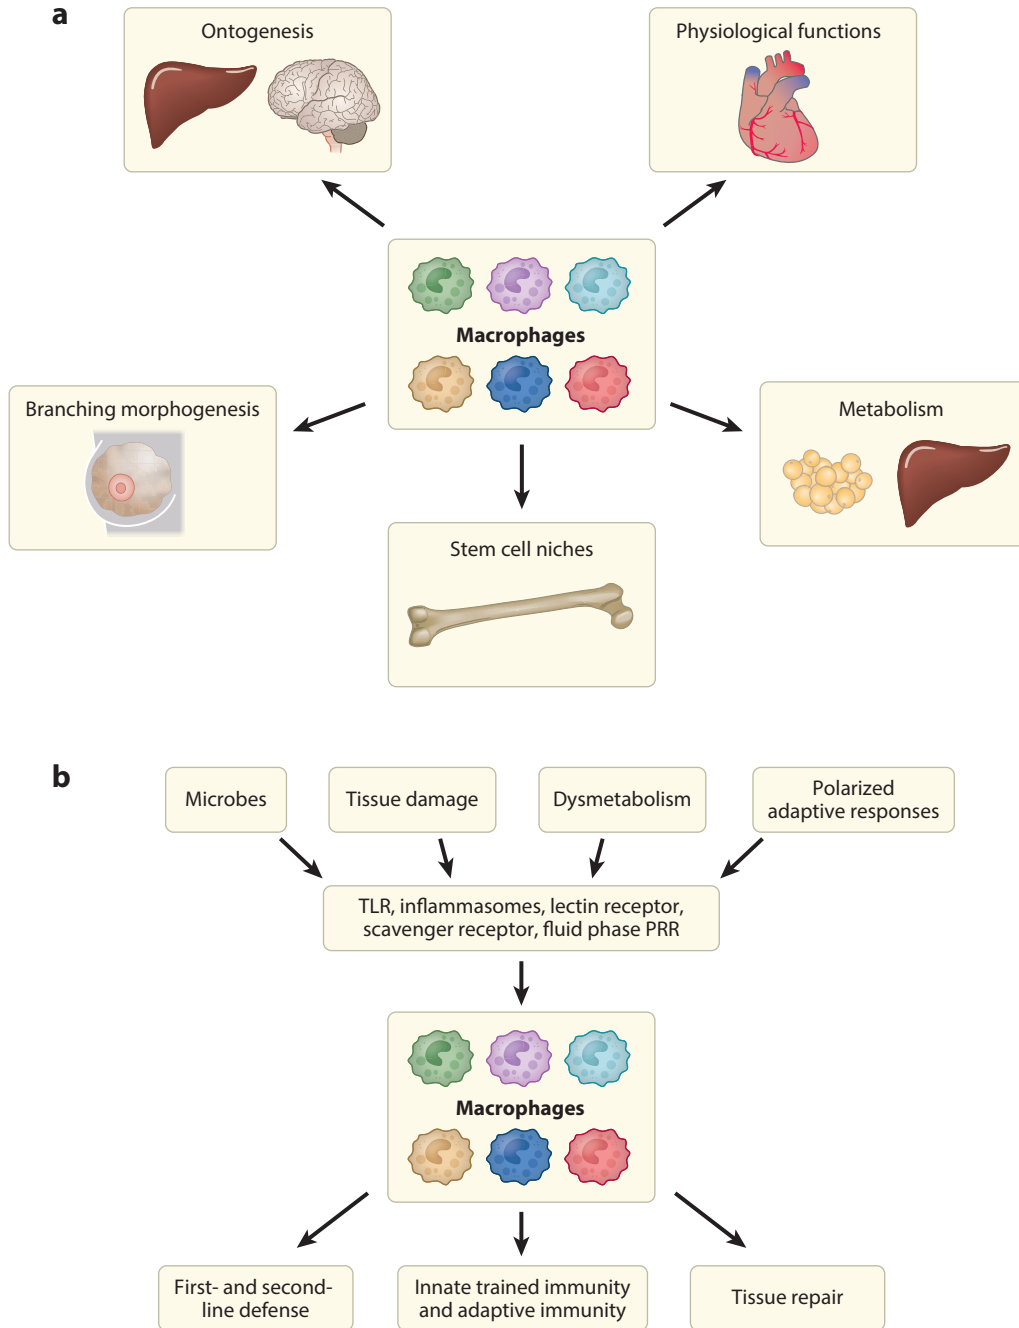 a
Ontogenesis
Physiological functions
Macrophages
Branching morphogenesis
Metabolism
Stem cell niches
b
Microbes
Tissue damage
Dysmetabolism
Polarized
adaptive responses
TLR, inflammasomes, lectin receptor,
scavenger receptor, fluid phase PRR
Macrophages
First- and second-
line defense
Innate trained immunity
and adaptive immunity
Tissue repair